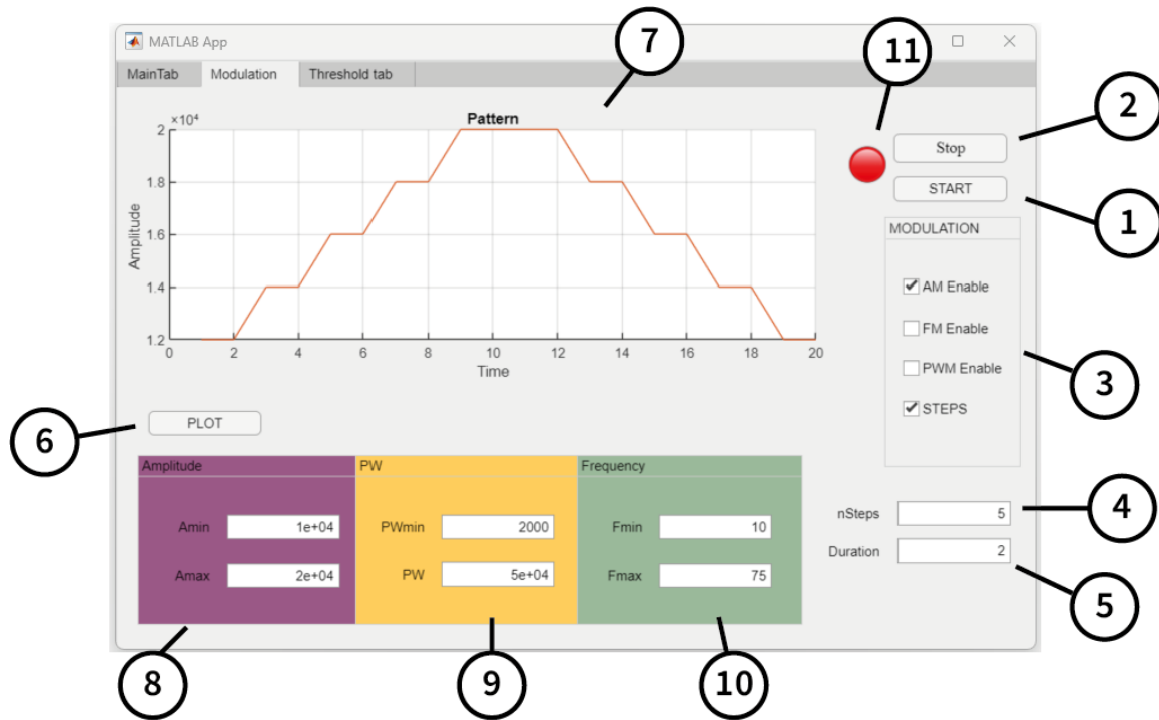 7
11
MATLAB App
MainTab Modulation Threshold tab
2
×10⁴
Pattern
2
1.8
1.6
1.4
1.2
Amplitude
0 2 4 6 8 10 12 14 16 18 20
Time
Stop
START
1
MODULATION
AM Enable
FM Enable
PWM Enable
STEPS
3
6
PLOT
Amplitude
Amin 1e+04
Amax 2e+04
PW
PWmin 2000
PW 5e+04
Frequency
Fmin 10
Fmax 75
nSteps 5
Duration 2
4
5
8
9
10